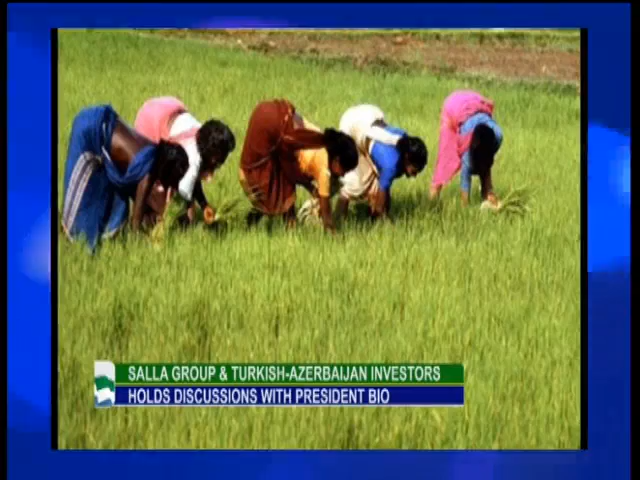 SALLA GROUP & TURKISH-AZERBAIJAN INVESTORS
HOLDS DISCUSSIONS WITH PRESIDENT BIO